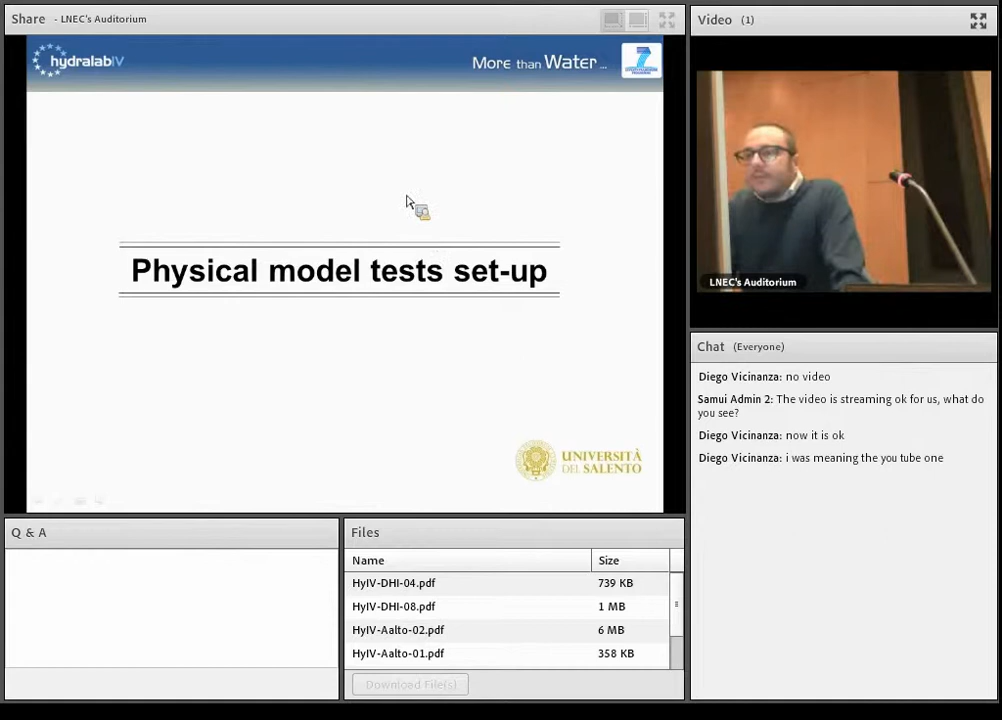 Share - LNEC's Auditorium
hydralabIV
More than Water...
7
Physical model tests set-up
UNIVERSITÀ
DEL SALENTO
Video (1)
LNEC's Auditorium
Chat (Everyone)
Diego Vicinanza: no video
Samui Admin 2: The video is streaming ok for us, what do
you see?
Diego Vicinanza: now it is ok
Diego Vicinanza: i was meaning the you tube one
Q & A
Files
Name Size
HyIV-DHI-04.pdf 739 KB
HyIV-DHI-08.pdf 1 MB
HyIV-Aalto-02.pdf 6 MB
HyIV-Aalto-01.pdf 358 KB
Download File(s)